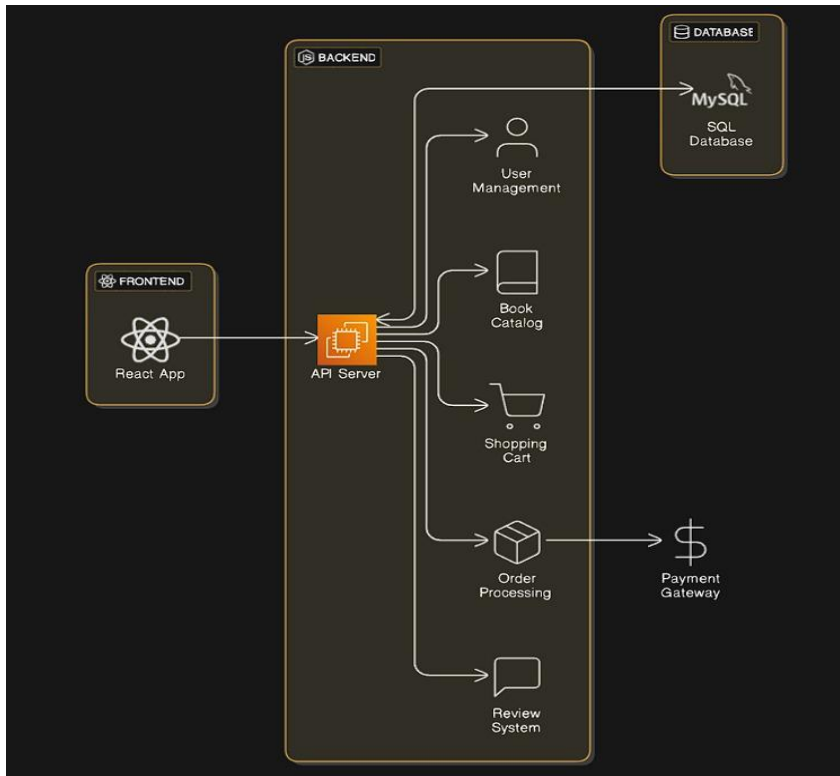 DATABASE
JS
BACKEND
MySQL
SQL
Database
User
Management
FRONTEND
React App
Book
Catalog
API Server
Shopping
Cart
Order
Processing
$
Payment
Gateway
Review
System